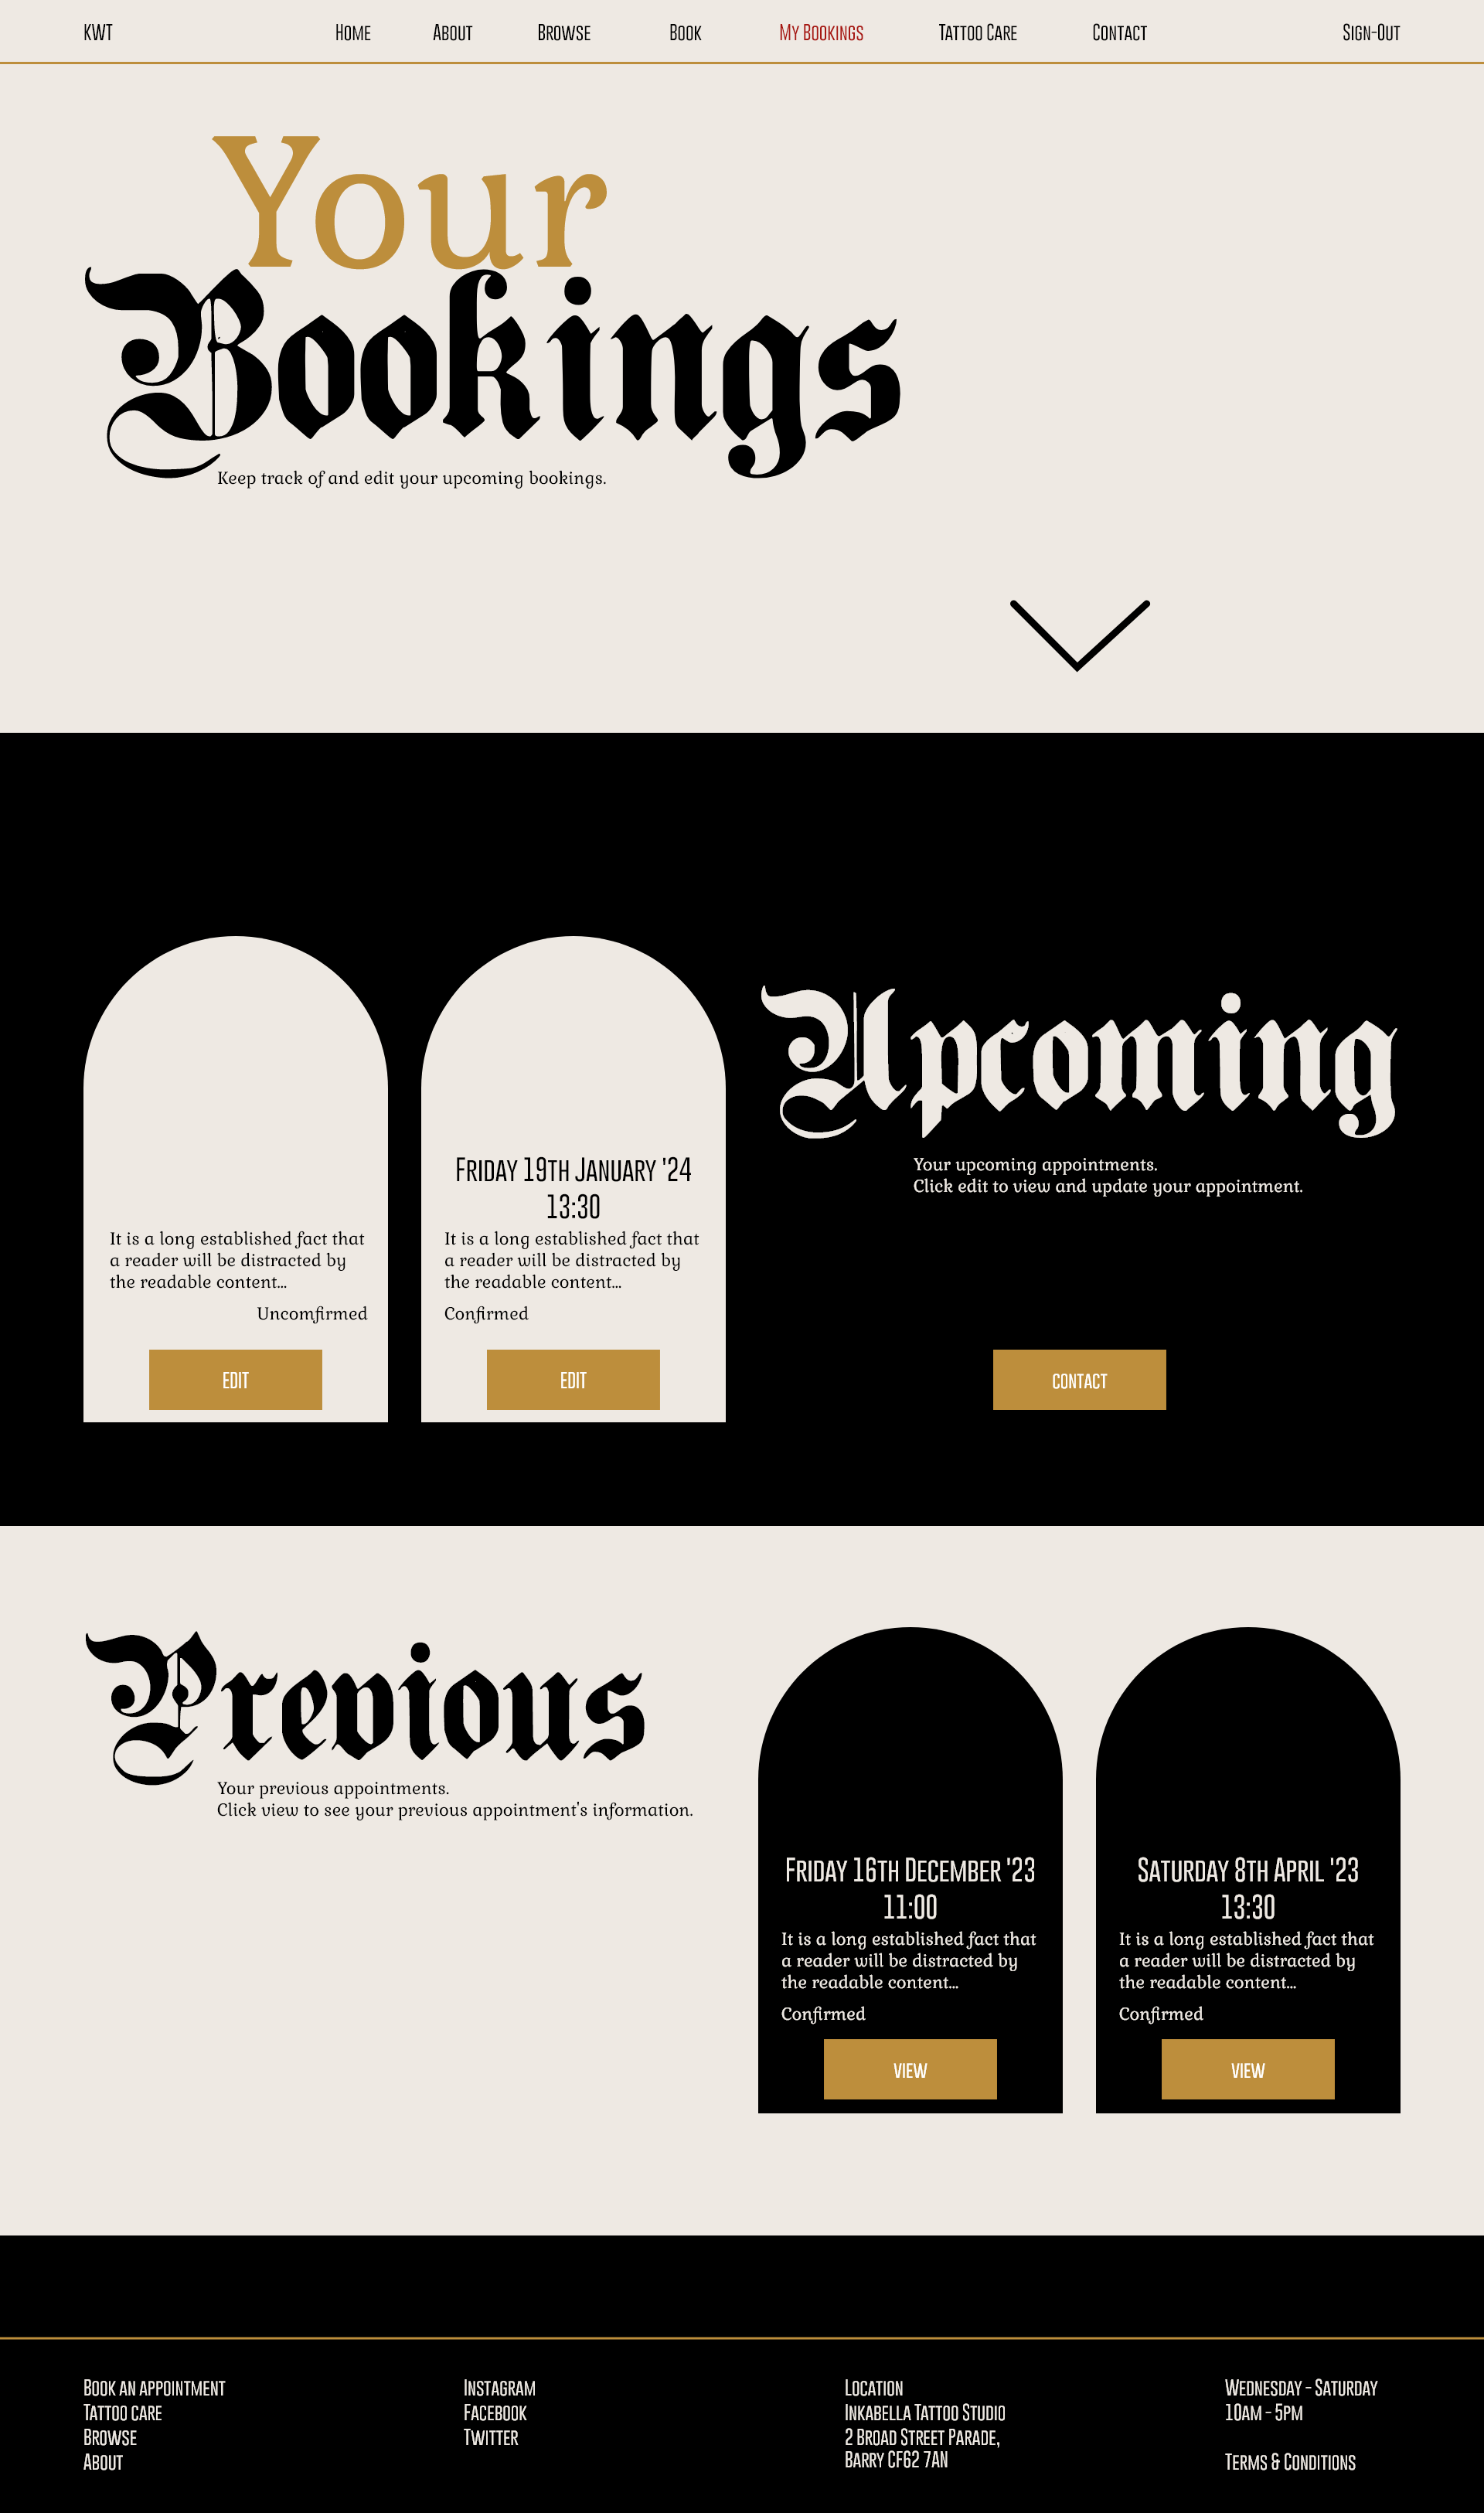 KWT
Home
About
Browse
Book
My Bookings
Tattoo Care
Contact
Sign-Out
Your
Bookings
Keep track of and edit your upcoming bookings.
Upcoming
Your upcoming appointments.
Click edit to view and update your appointment.
It is a long established fact that
a reader will be distracted by
the readable content...
Uncomfirmed
EDIT
Friday 19th January '24
13:30
It is a long established fact that
a reader will be distracted by
the readable content...
Confirmed
EDIT
CONTACT
Previous
Your previous appointments.
Click view to see your previous appointment's information.
Friday 16th December '23
11:00
It is a long established fact that
a reader will be distracted by
the readable content...
Confirmed
VIEW
Saturday 8th April '23
13:30
It is a long established fact that
a reader will be distracted by
the readable content...
Confirmed
VIEW
Book an appointment
Tattoo care
Browse
About
Instagram
Facebook
Twitter
Location
Inkabella Tattoo Studio
2 Broad Street Parade,
Barry CF62 7AN
Wednesday - Saturday
10am - 5pm
Terms & Conditions